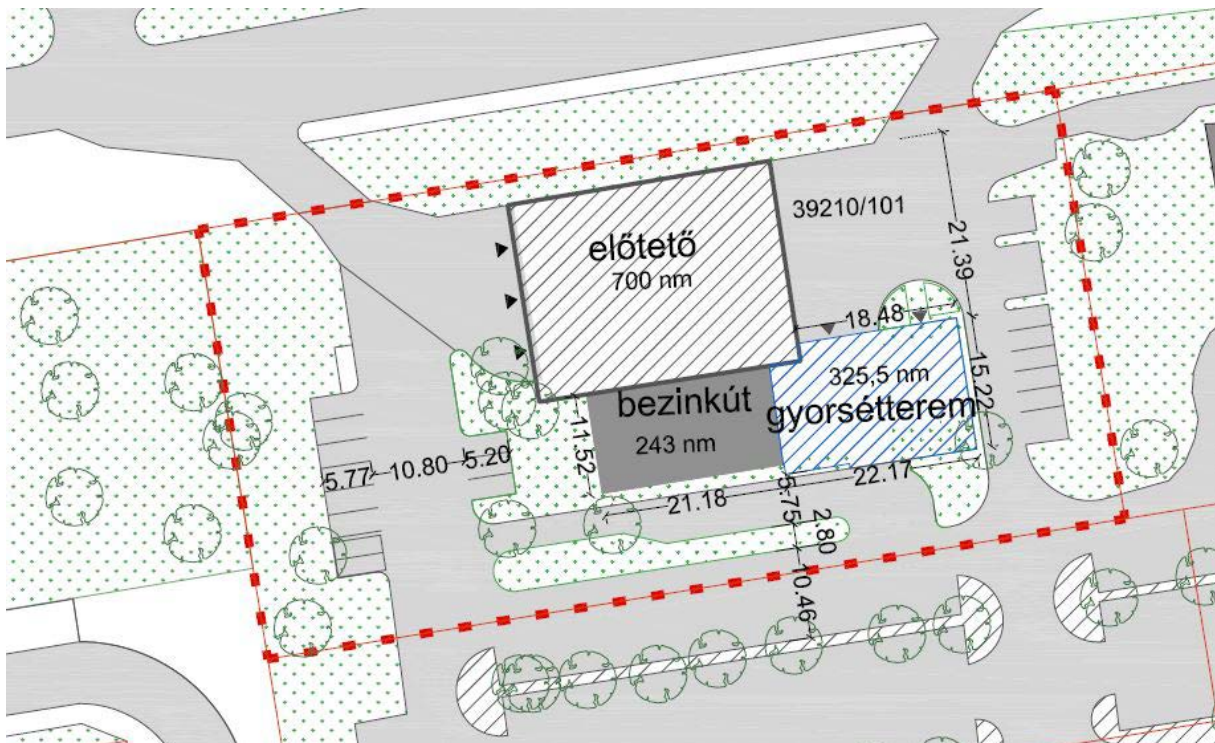 39210/101
előtető
700 nm
21.39
18.48
325,5 nm
15.22
bezinkút
gyorsétterem
243 nm
11.52
5.77
10.80
5.20
22.17
21.18
5.75
2.80
10.46